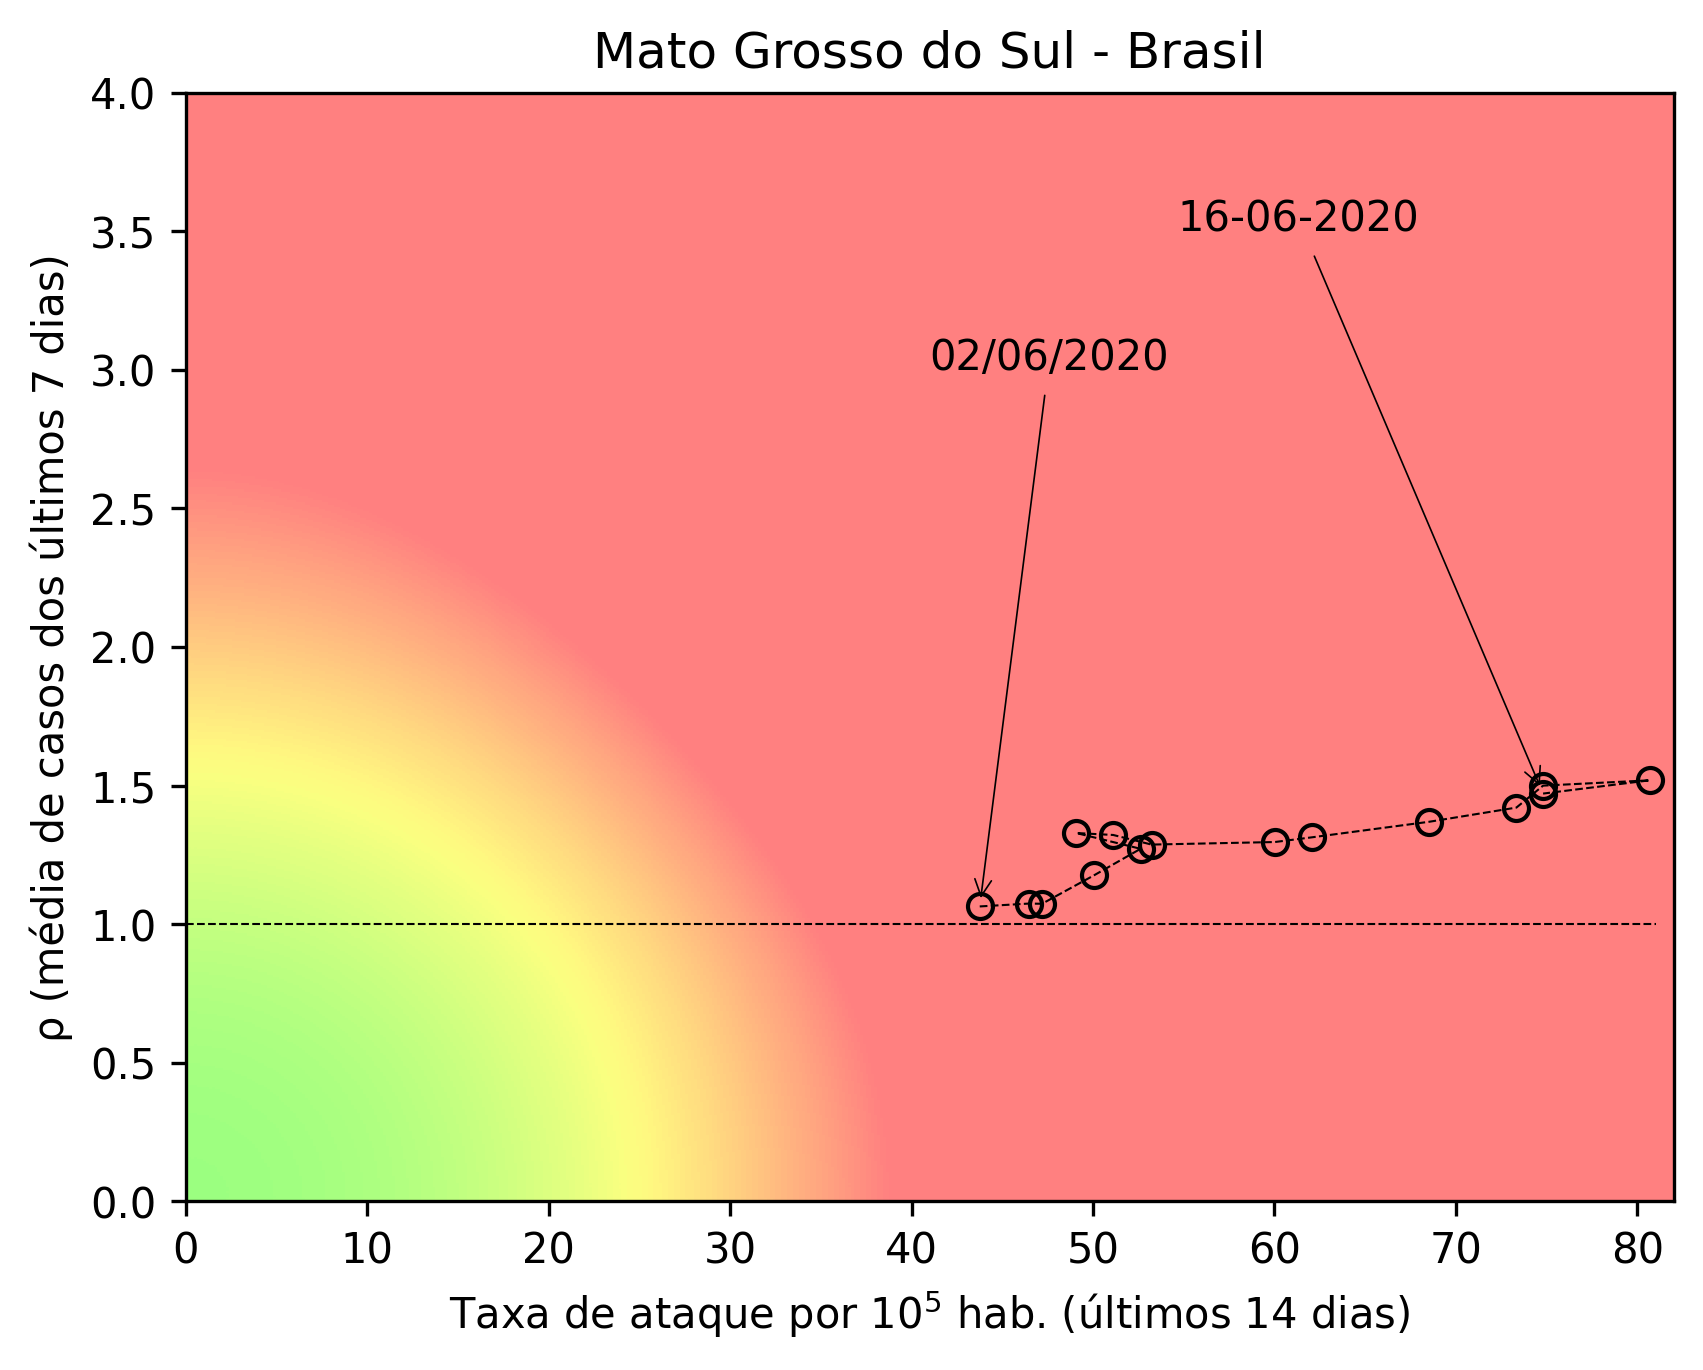 Mato Grosso do Sul - Brasil
4.0
3.5
3.0
2.5
2.0
1.5
1.0
0.5
0.0
ρ (média de casos dos últimos 7 dias)
16-06-2020
02/06/2020
0 10 20 30 40 50 60 70 80
Taxa de ataque por 10⁵ hab. (últimos 14 dias)